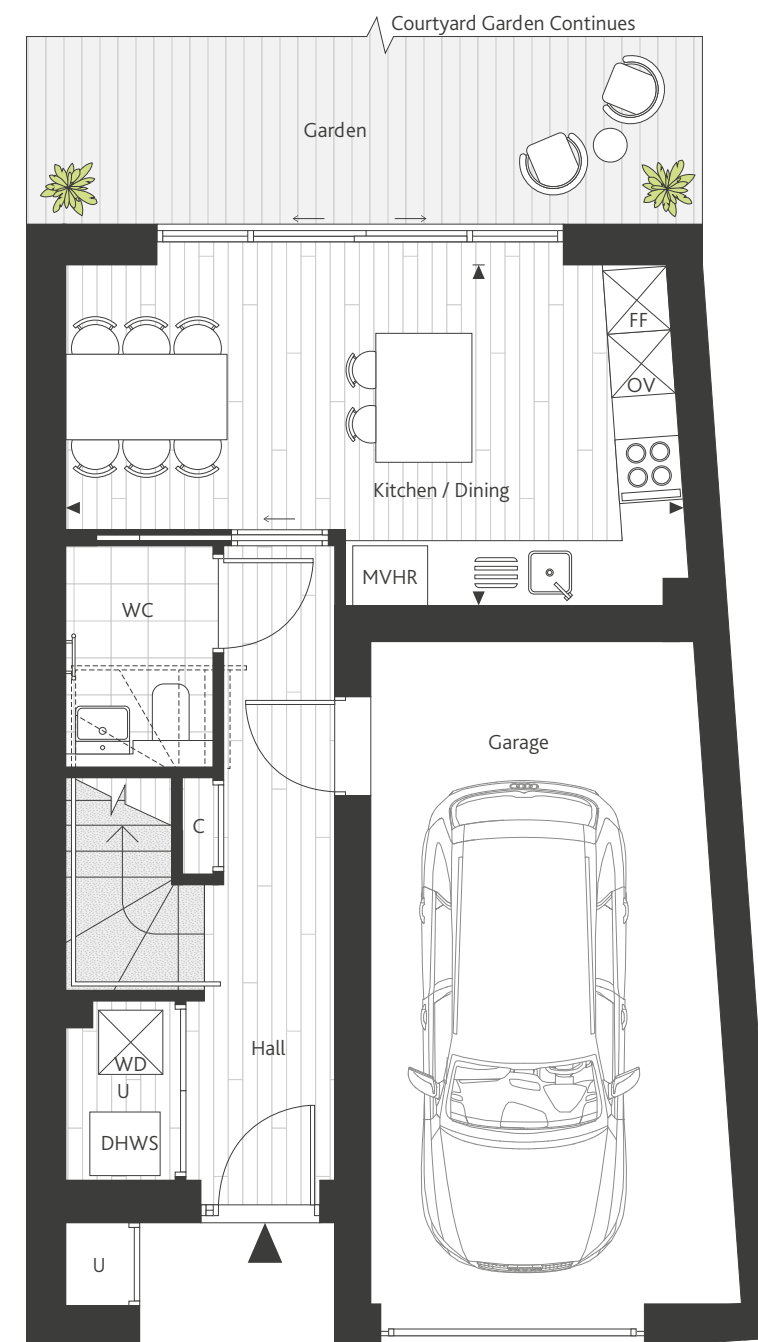 Courtyard Garden Continues
Garden
FF
OV
Kitchen / Dining
MVHR
WC
Garage
C
Hall
WD
U
DHWS
U